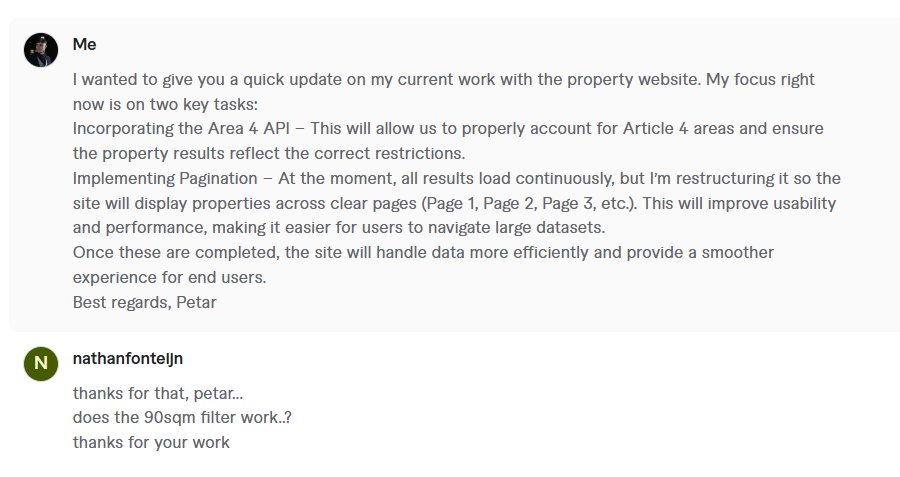 Me
I wanted to give you a quick update on my current work with the property website. My focus right
now is on two key tasks:
Incorporating the Area 4 API – This will allow us to properly account for Article 4 areas and ensure
the property results reflect the correct restrictions.
Implementing Pagination – At the moment, all results load continuously, but I'm restructuring it so the
site will display properties across clear pages (Page 1, Page 2, Page 3, etc.). This will improve usability
and performance, making it easier for users to navigate large datasets.
Once these are completed, the site will handle data more efficiently and provide a smoother
experience for end users.
Best regards, Petar
N
nathanfonteijn
thanks for that, petar...
does the 90sqm filter work..?
thanks for your work